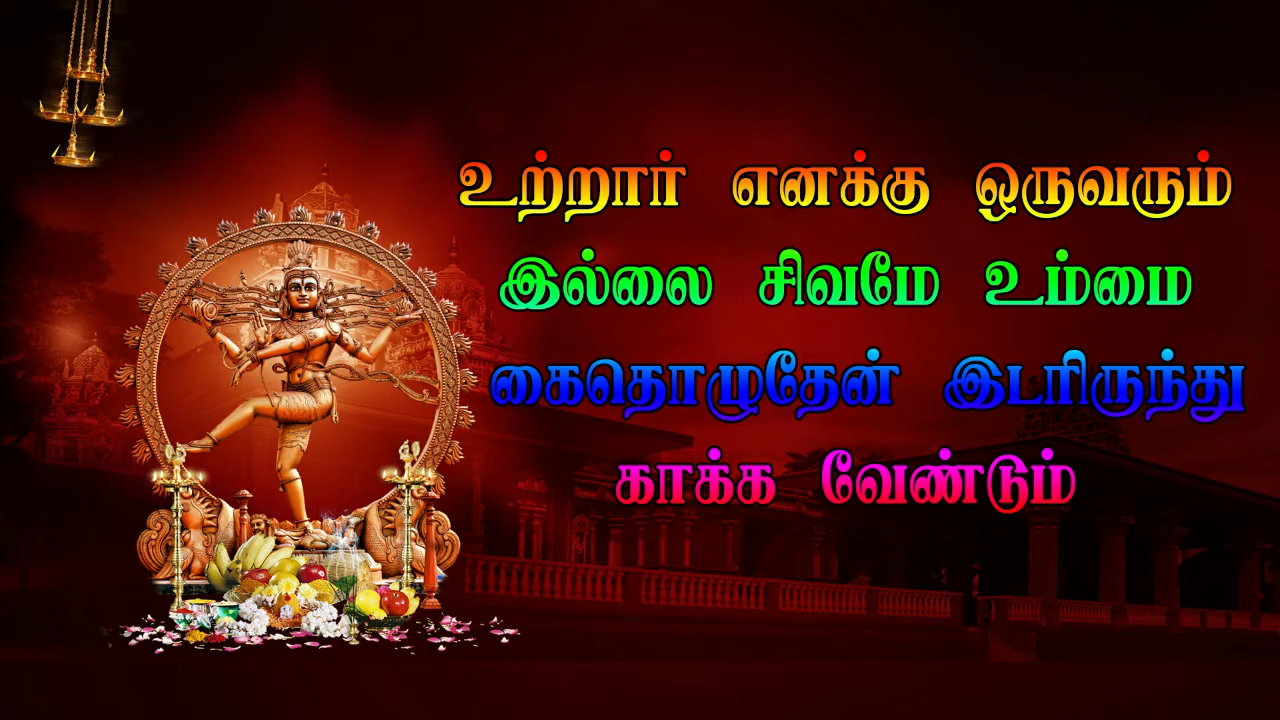 உற்றார் எனக்கு ஒருவரும்
இல்லை சிவமே உம்மை
கைதொழுதேன் இடரிருந்து
காக்க வேண்டும்